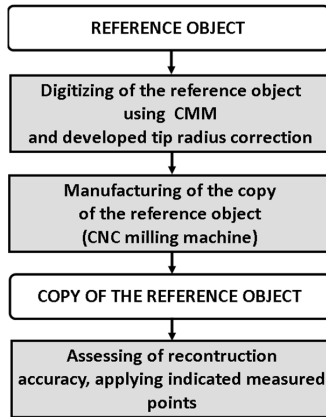 REFERENCE OBJECT
Digitizing of the reference object
using CMM
and developed tip radius correction
Manufacturing of the copy
of the reference object
(CNC milling machine)
COPY OF THE REFERENCE OBJECT
Assessing of recontruction
accuracy, applying indicated measured
points